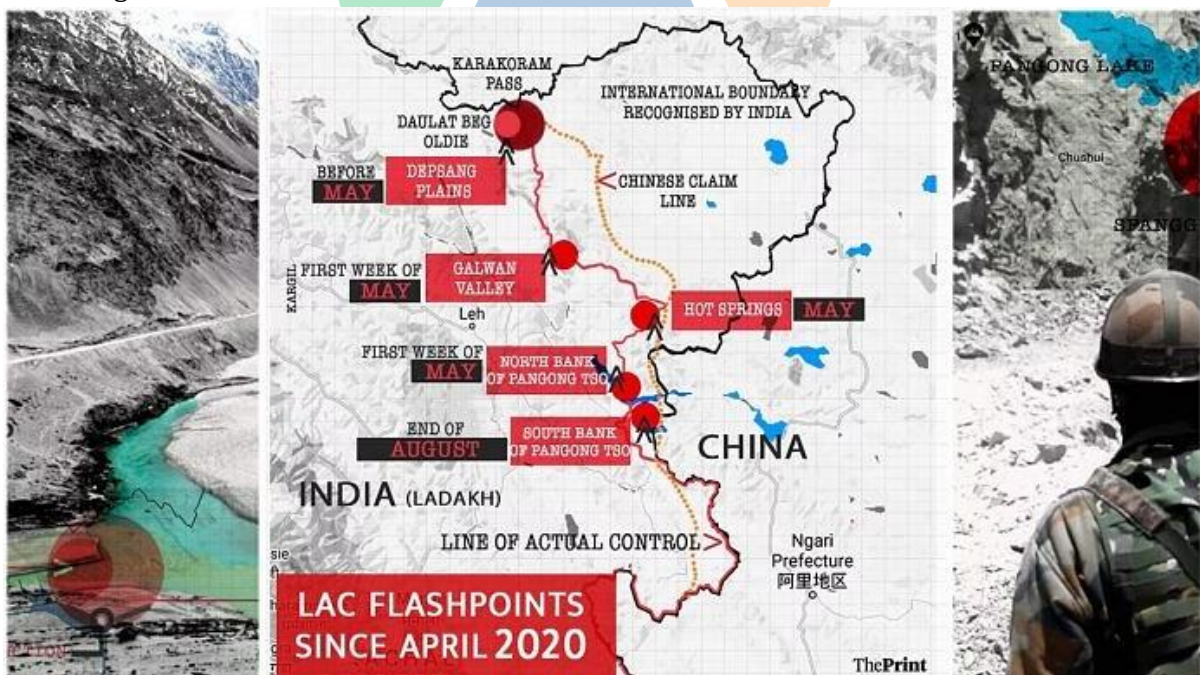 KARAKORAM
PASS
INTERNATIONAL BOUNDARY
RECOGNISED BY INDIA
DAULAT BEG
OLDIE
BEFORE
MAY
DEPSANG
PLAINS
CHINESE CLAIM
LINE
FIRST WEEK OF
MAY
GALWAN
VALLEY
KARGIL
Leh
HOT SPRINGS
MAY
FIRST WEEK OF
MAY
NORTH BANK
OF PANGONG TSO
END OF
AUGUST
SOUTH BANK
OF PANGONG TSO
CHINA
INDIA (LADAKH)
LINE OF ACTUAL CONTROL
Ngari
Prefecture
阿里地区
LAC FLASHPOINTS
SINCE APRIL 2020
ThePrint
PANGONG LAKE
Chushul
SPANGG